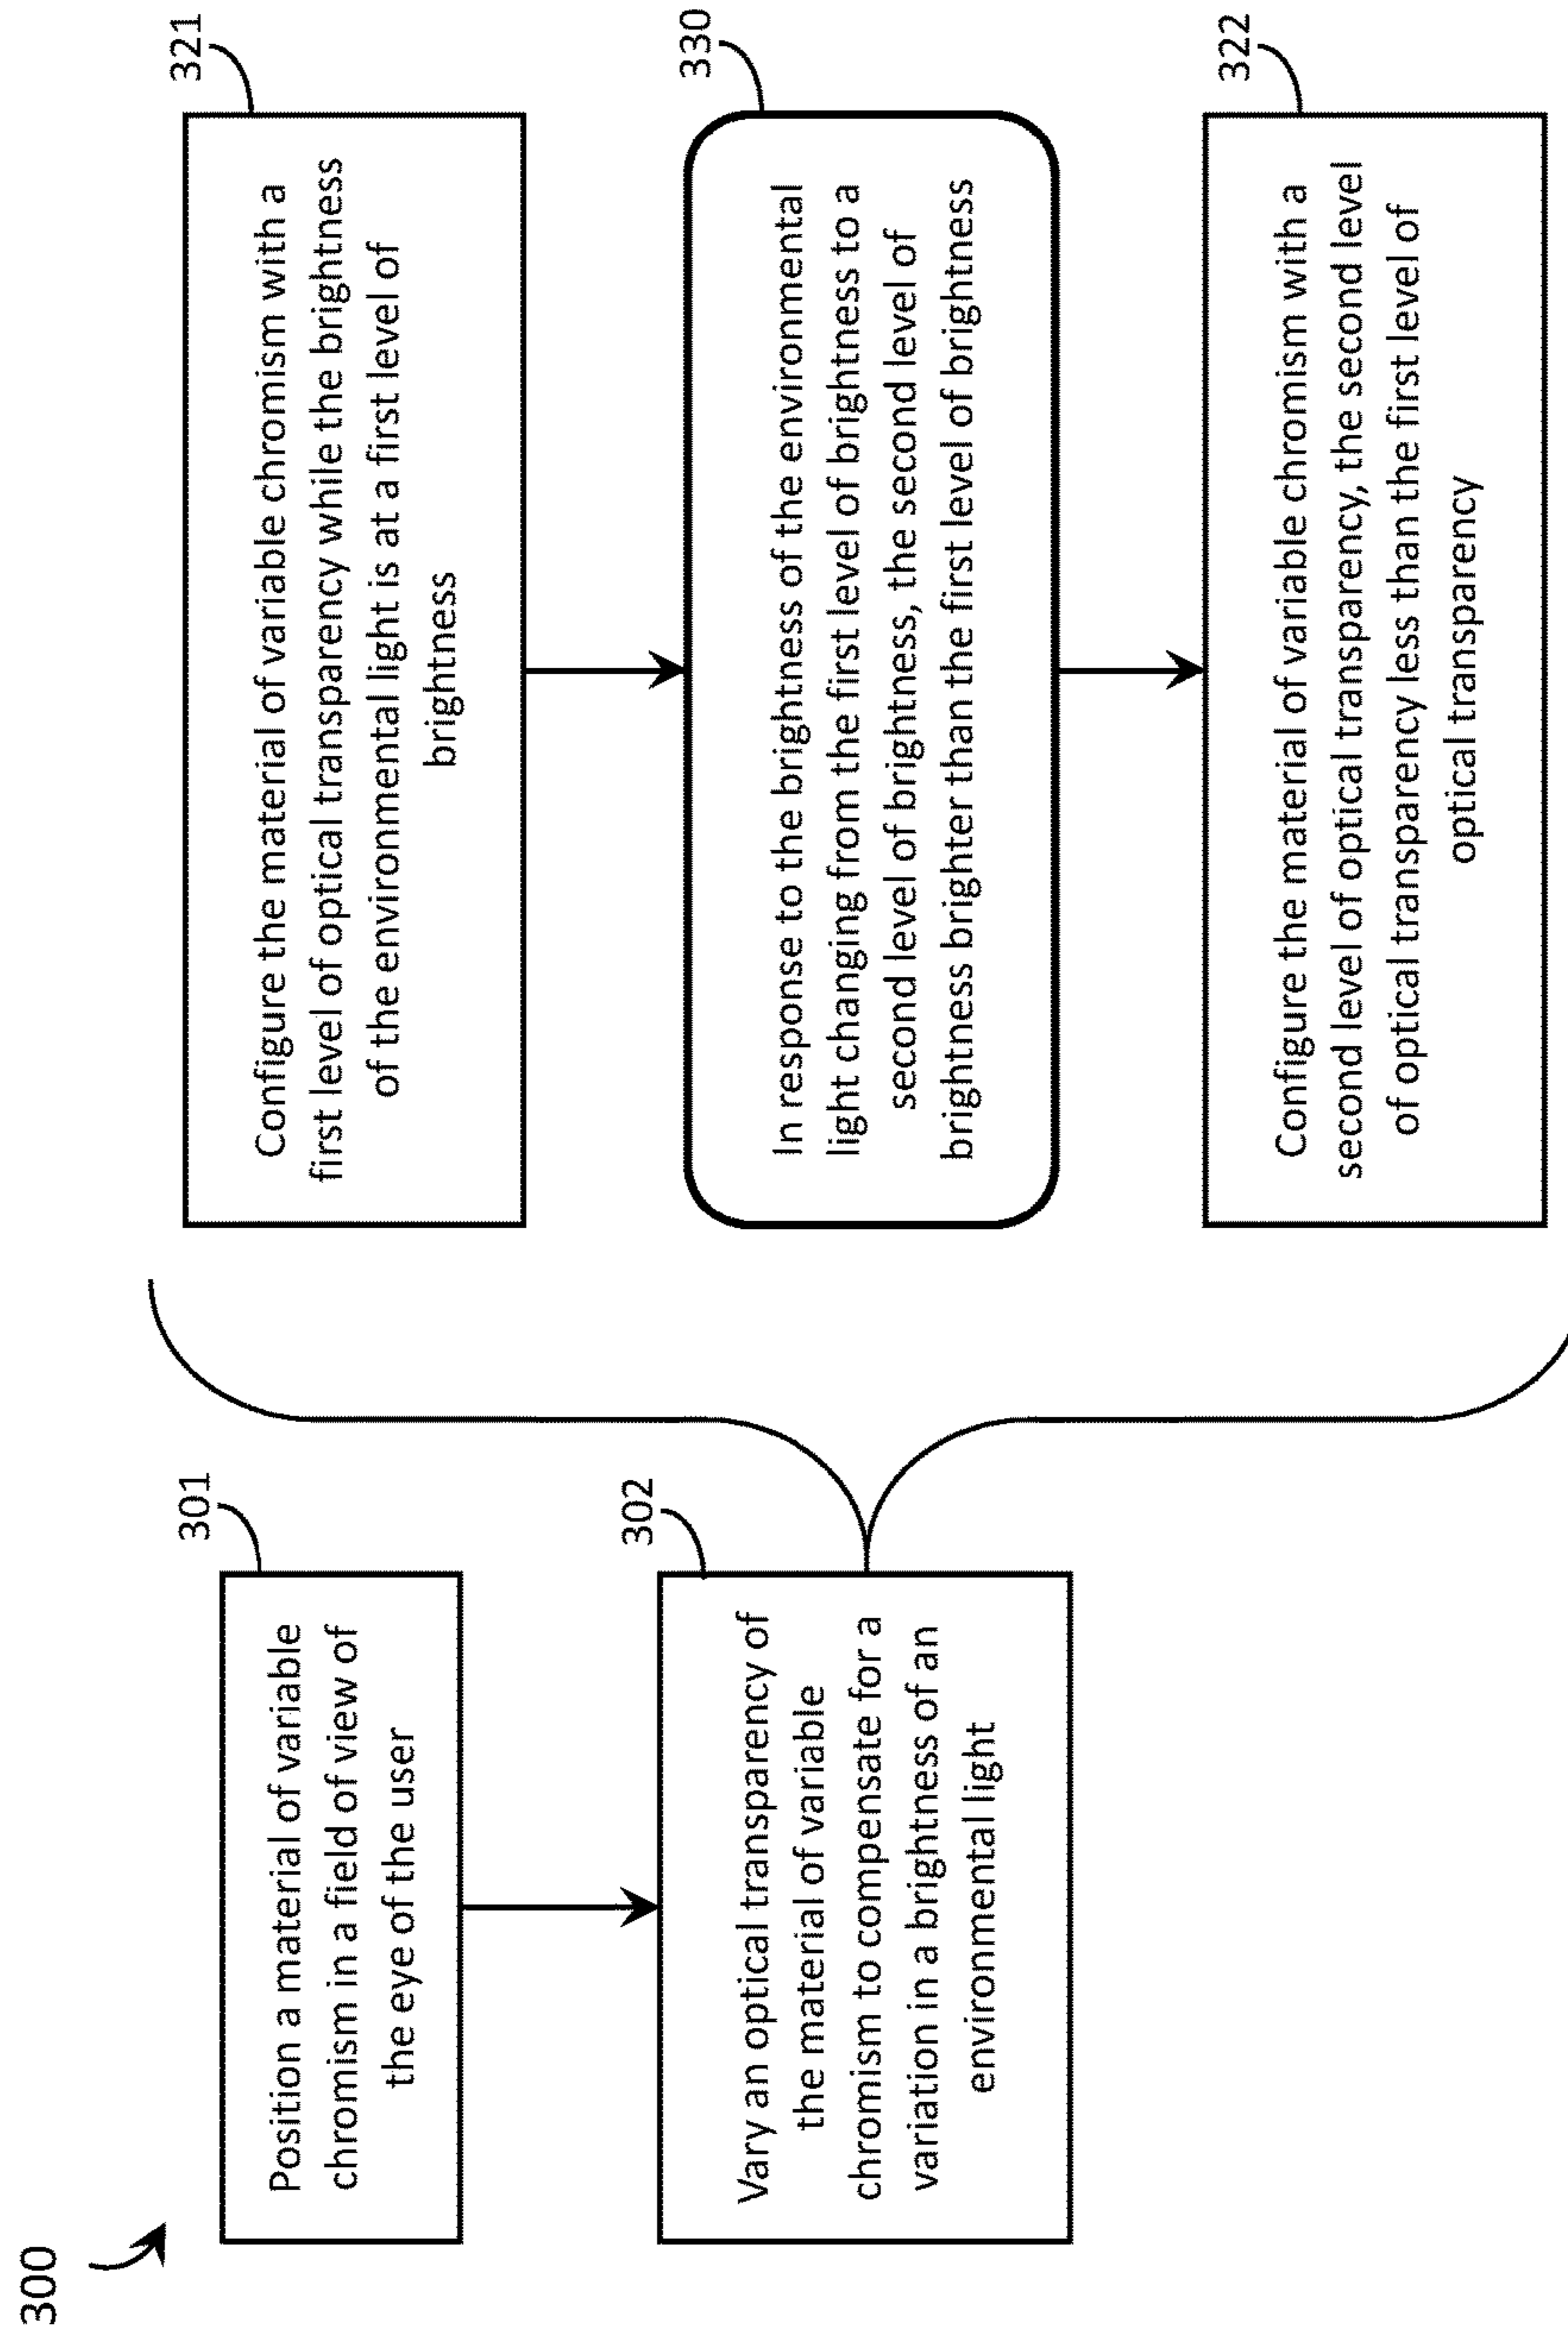 300
301
Position a material of variable
chromism in a field of view of
the eye of the user
302
Vary an optical transparency of
the material of variable
chromism to compensate for a
variation in a brightness of an
environmental light
321
Configure the material of variable chromism with a
first level of optical transparency while the brightness
of the environmental light is at a first level of
brightness
330
In response to the brightness of the environmental
light changing from the first level of brightness to a
second level of brightness, the second level of
brightness brighter than the first level of brightness
322
Configure the material of variable chromism with a
second level of optical transparency, the second level
of optical transparency less than the first level of
optical transparency